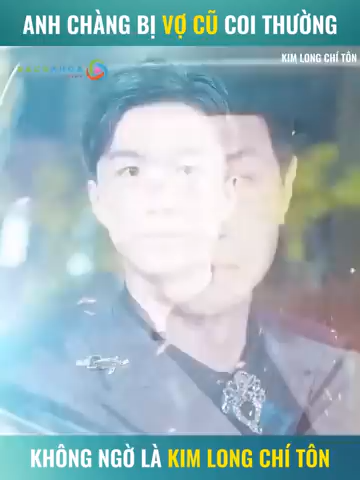 ANH CHÀNG BỊ VỢ CŨ COI THƯỜNG
KIM LONG CHÍ TÔN
KHÔNG NGỜ LÀ KIM LONG CHÍ TÔN